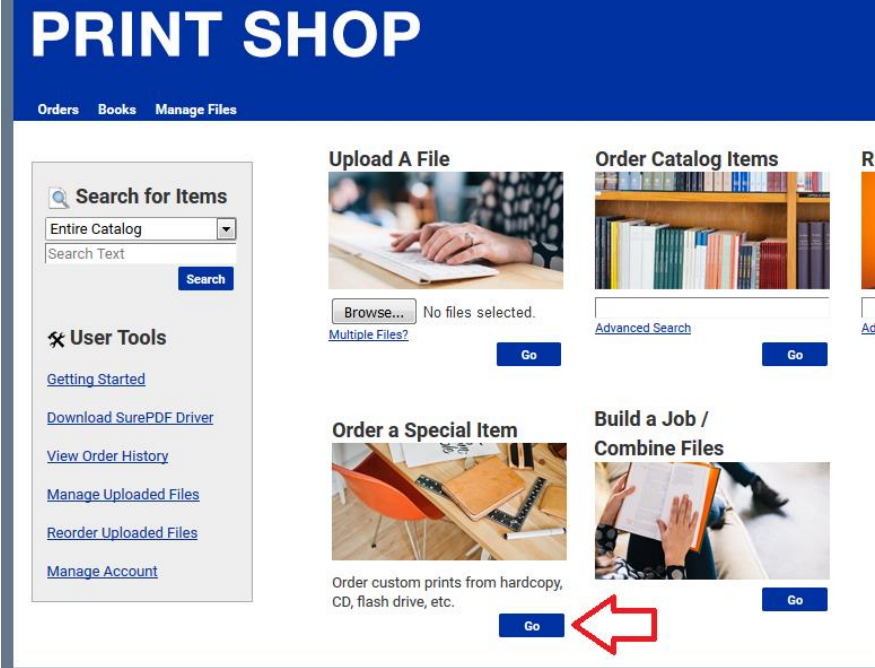 PRINT SHOP
Orders Books Manage Files
Search for Items
Entire Catalog
Search Text
Search
User Tools
Getting Started
Download SurePDF Driver
View Order History
Manage Uploaded Files
Reorder Uploaded Files
Manage Account
Upload A File
Browse... No files selected.
Multiple Files?
Go
Order Catalog Items
Advanced Search
Go
R
Ad
Order a Special Item
Order custom prints from hardcopy,
CD, flash drive, etc.
Go
Build a Job /
Combine Files
Go